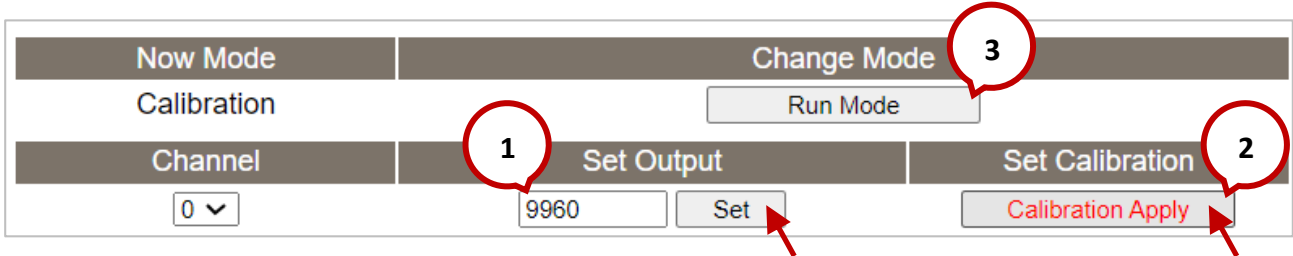 Now Mode Change Mode 3
Calibration Run Mode
Channel 1 Set Output Set Calibration 2
0 9960 Set Calibration Apply